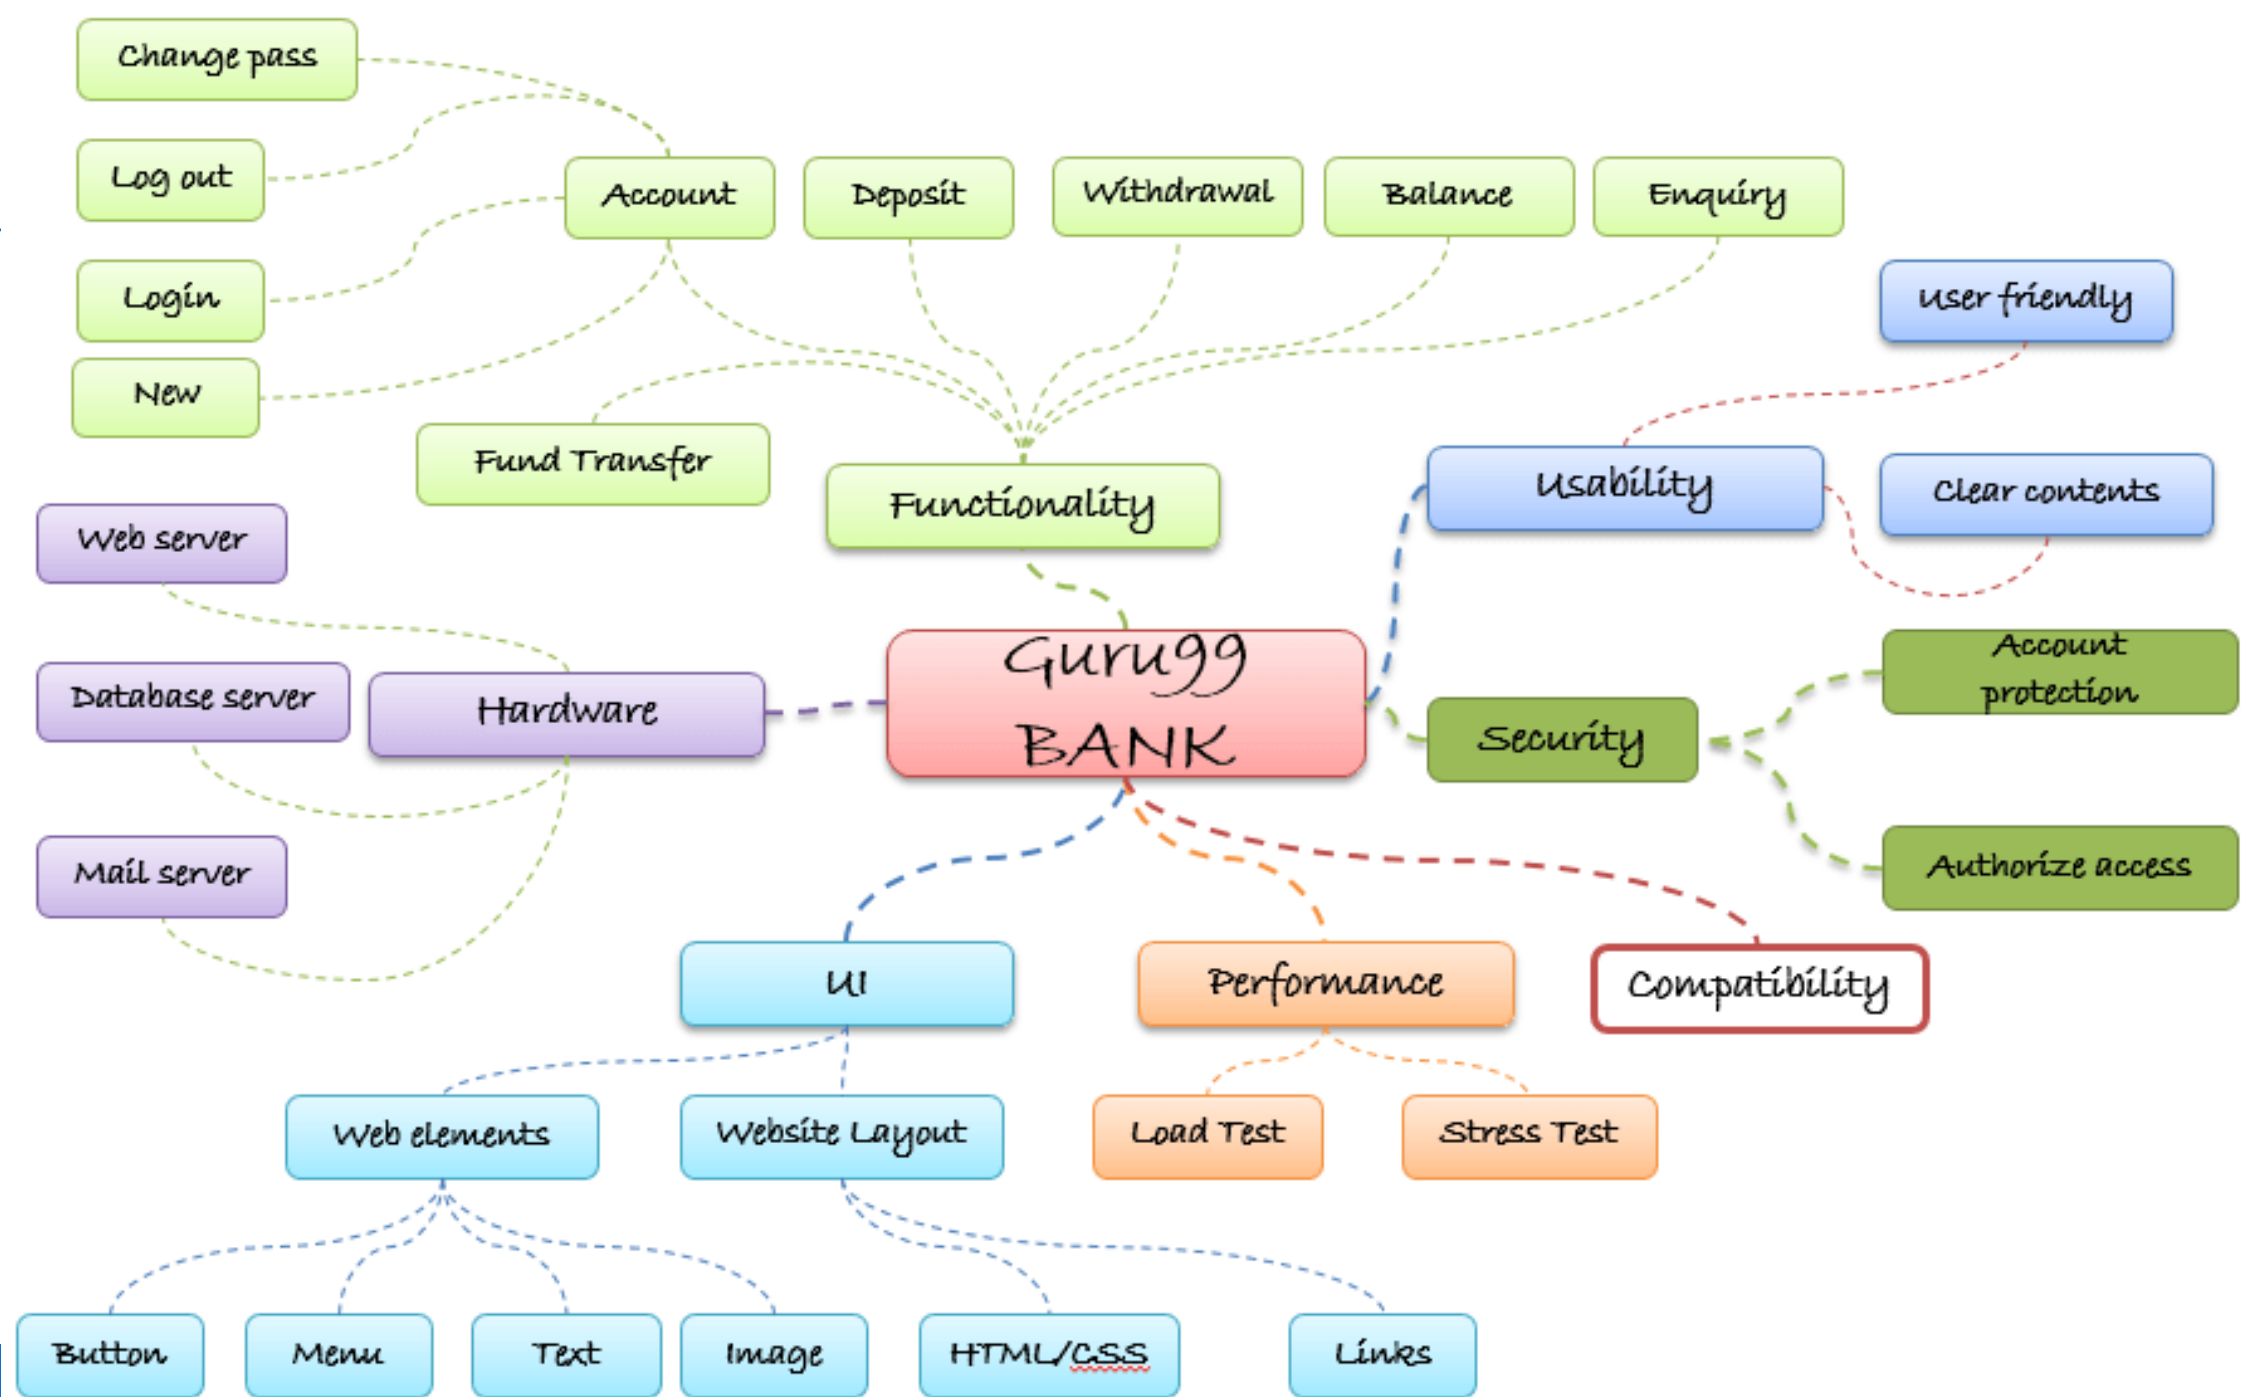 Change pass
Log out
Account
Deposit
Withdrawal
Balance
Enquiry
Login
User friendly
New
Fund Transfer
Functionality
Usability
Clear contents
Web server
Guru99
BANK
Account
protection
Database server
Hardware
Security
Mail server
Authorize access
UI
Performance
Compatibility
Web elements
Website Layout
Load Test
Stress Test
Button
Menu
Text
Image
HTML/CSS
Links